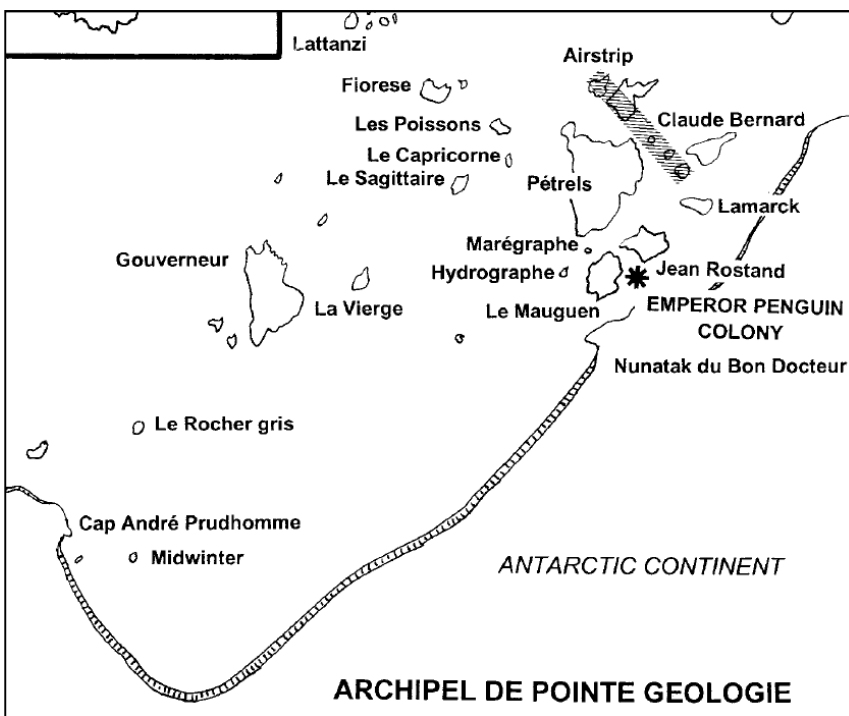 Lattanzi
Airstrip
Fiorese
Claude Bernard
Les Poissons
Le Capricorne
Le Sagittaire
Pétrels
Lamarck
Marégraphe
Gouverneur
Hydrographe
Jean Rostand
La Vierge
Le Mauguen
EMPEROR PENGUIN
COLONY
Nunatak du Bon Docteur
Le Rocher gris
Cap André Prudhomme
Midwinter
ANTARCTIC CONTINENT
ARCHIPEL DE POINTE GEOLOGIE